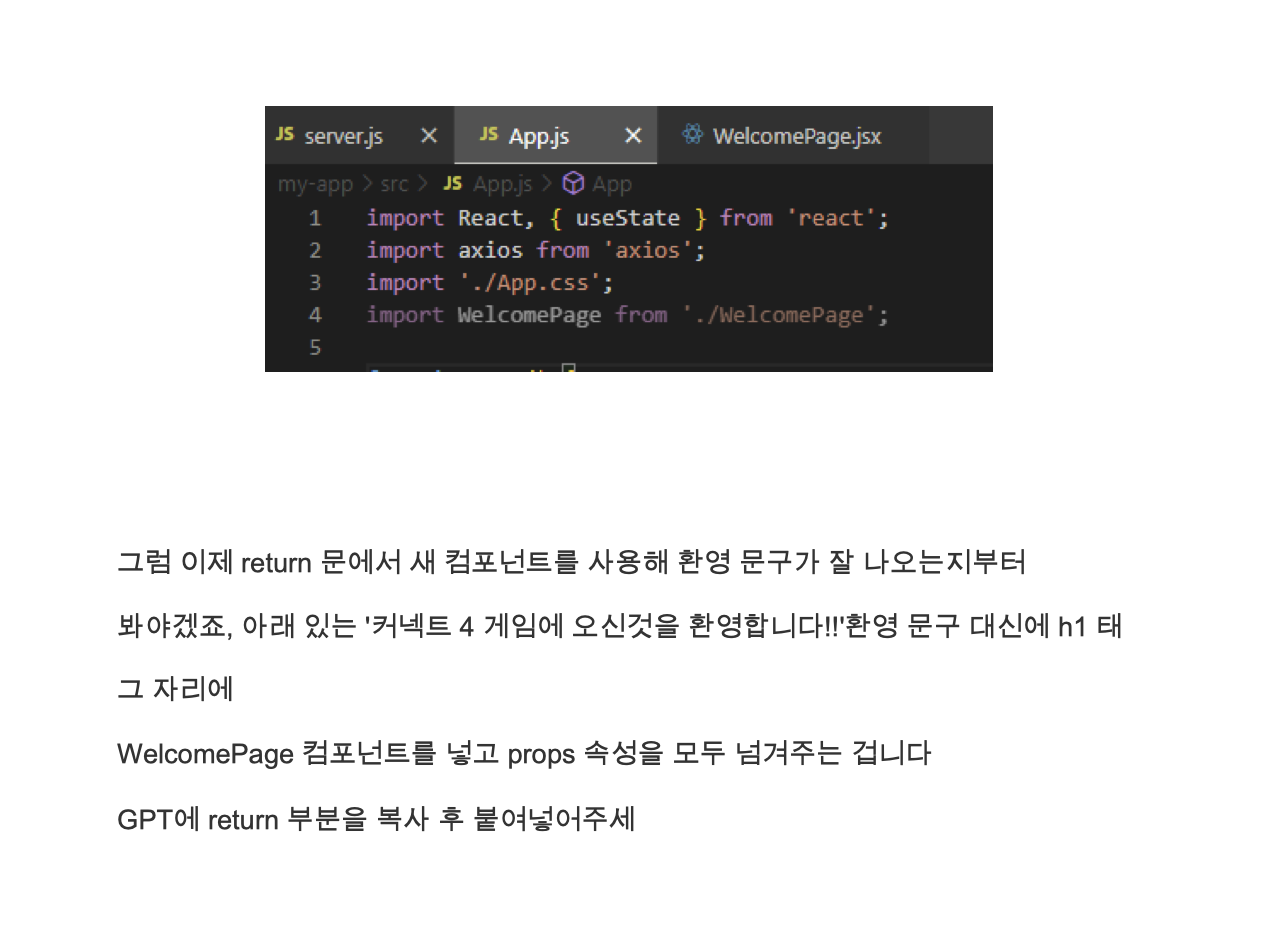 server.js App.js WelcomePage.jsx
my-app > src > App.js > App
1 import React, { useState } from 'react';
2 import axios from 'axios';
3 import './App.css';
4 import WelcomePage from './WelcomePage';
5
그럼 이제 return 문에서 새 컴포넌트를 사용해 환영 문구가 잘 나오는지부터
봐야겠죠, 아래 있는 '커넥트 4 게임에 오신것을 환영합니다!!'환영 문구 대신에 h1 태
그 자리에
WelcomePage 컴포넌트를 넣고 props 속성을 모두 넘겨주는 겁니다
GPT에 return 부분을 복사 후 붙여넣어주세